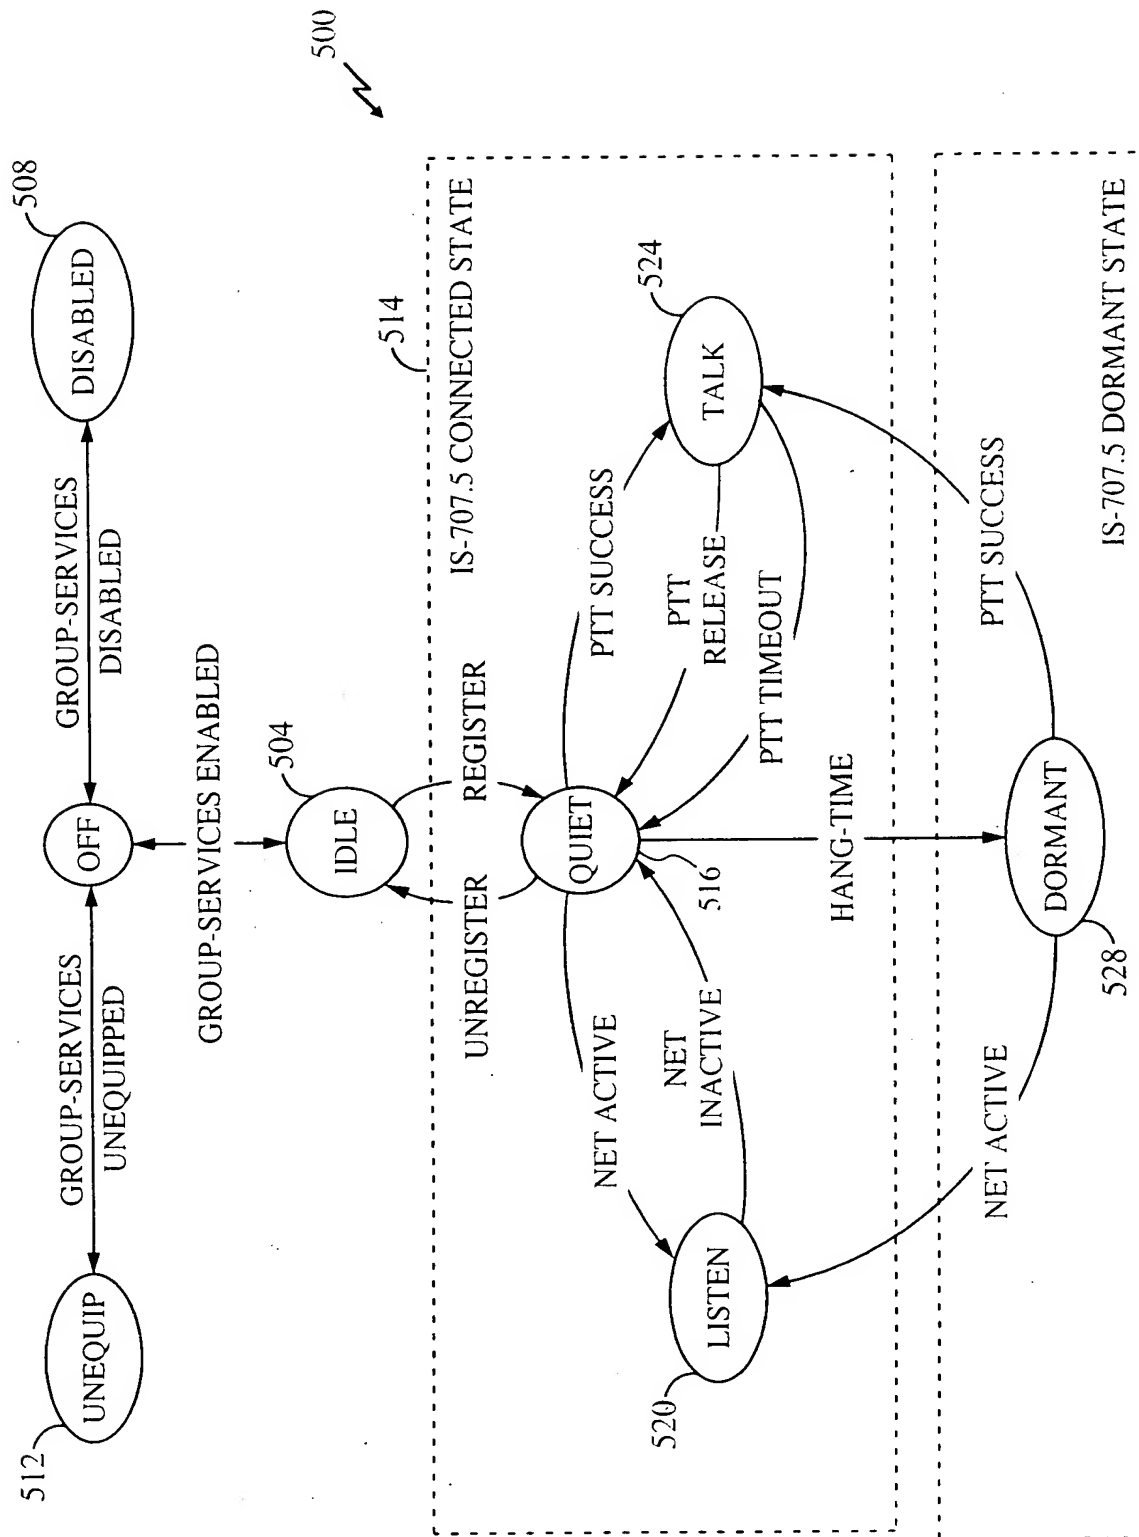 500
512
UNEQUIP
GROUP-SERVICES
UNEQUIPPED
OFF
GROUP-SERVICES
DISABLED
DISABLED
508
GROUP-SERVICES ENABLED
504
IDLE
514
UNREGISTER
REGISTER
IS-707.5 CONNECTED STATE
QUIET
516
NET ACTIVE
NET
INACTIVE
PTT SUCCESS
PTT
RELEASE
PTT TIMEOUT
520
LISTEN
TALK
524
HANG-TIME
NET ACTIVE
PTT SUCCESS
DORMANT
528
IS-707.5 DORMANT STATE